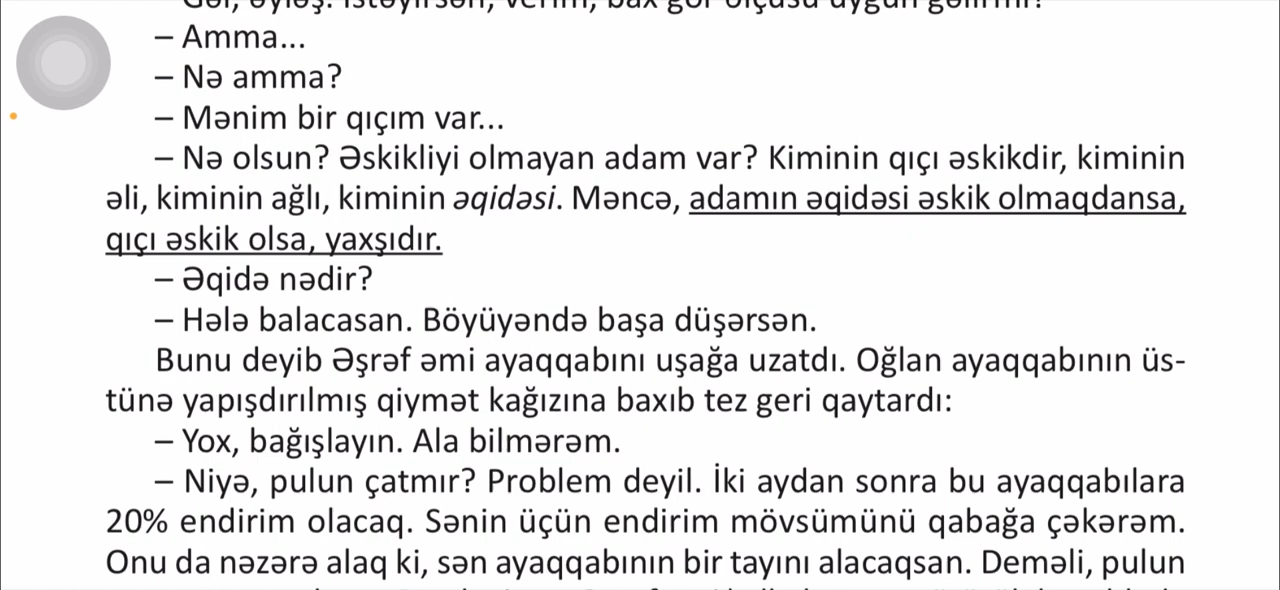 – Amma...
– Nə amma?
– Mənim bir qıçım var...
– Nə olsun? Əskikliyi olmayan adam var? Kiminin qıçı əskikdir, kiminin
əli, kiminin ağlı, kiminin əqidəsi. Məncə, adamın əqidəsi əskik olmaqdansa,
qıçı əskik olsa, yaxşıdır.
– Əqidə nədir?
– Hələ balacasan. Böyüyəndə başa düşərsən.
Bunu deyib Əşrəf əmi ayaqqabını uşağa uzatdı. Oğlan ayaqqabının üs-
tünə yapışdırılmış qiymət kağızına baxıb tez geri qaytardı:
– Yox, bağışlayın. Ala bilmərəm.
– Niyə, pulun çatmır? Problem deyil. İki aydan sonra bu ayaqqabılara
20% endirim olacaq. Sənin üçün endirim mövsümünü qabağa çəkərəm.
Onu da nəzərə alaq ki, sən ayaqqabının bir tayını alacaqsan. Deməli, pulun